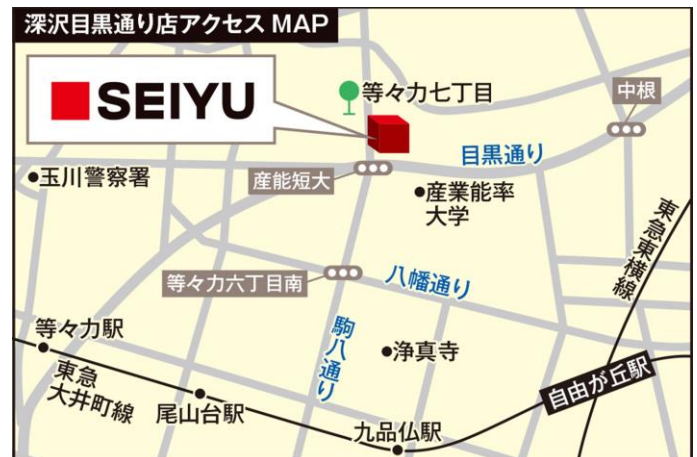 深沢目黒通り店アクセス MAP
SEIYU
等々力七丁目
中根
目黒通り
産能短大
玉川警察署
産業能率
大学
東急東横線
等々力六丁目南
八幡通り
駒八通り
浄真寺
等々力駅
東急
大井町線
尾山台駅
九品仏駅
自由が丘駅